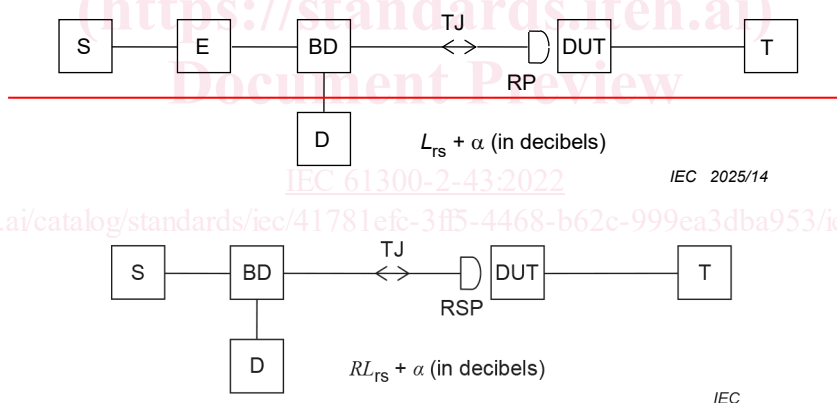 (https://standards.iteh.ai)
TJ
S E BD DUT T
RP
Document Preview
D
L_rs + α (in decibels)
IEC 2025/14
IEC 61300-2-43:2022
.ai/catalog/standards/iec/41781efc-3ff5-4468-b62c-999ea3dba953/ie
TJ
S BD DUT T
RSP
D
RL_rs + α (in decibels)
IEC